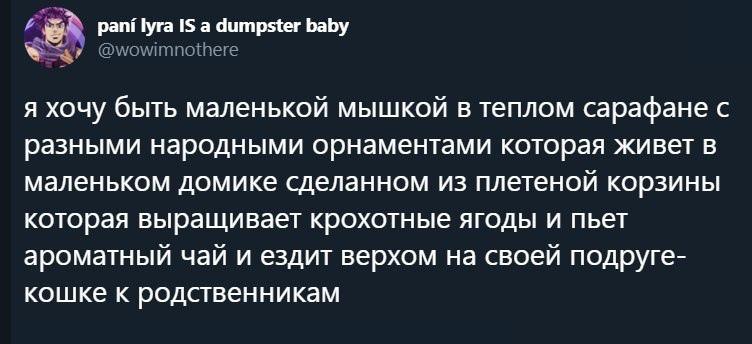 paní lyra IS a dumpster baby
@wowimnothere
я хочу быть маленькой мышкой в теплом сарафане с
разными народными орнаментами которая живет в
маленьком домике сделанном из плетеной корзины
которая выращивает крохотные ягоды и пьет
ароматный чай и ездит верхом на своей подруге-
кошке к родственникам